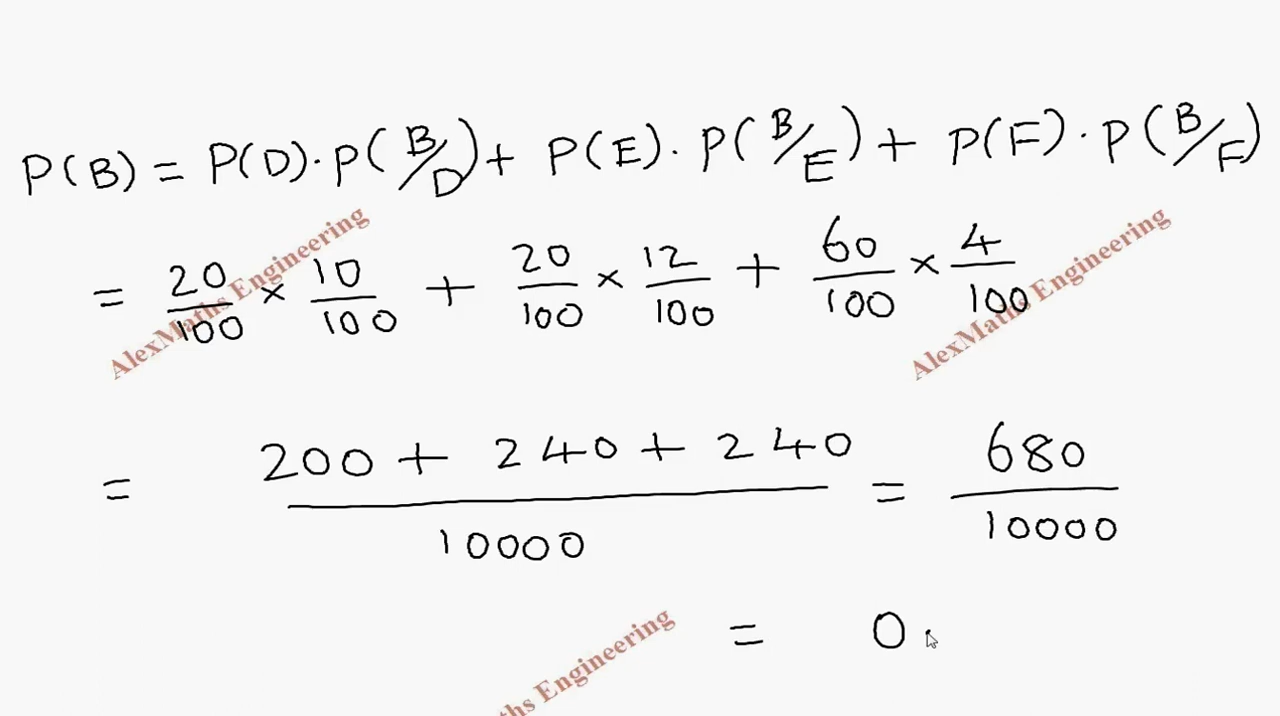 P(B) = P(D)·P(B/D) + P(E)·P(B/E) + P(F)·P(B/F)
= 20/100 × 10/100 + 20/100 × 12/100 + 60/100 × 4/100
AlexMaths Engineering
AlexMaths Engineering
= 200 + 240 + 240 / 10000 = 680 / 10000
= 0.
ths Engineering